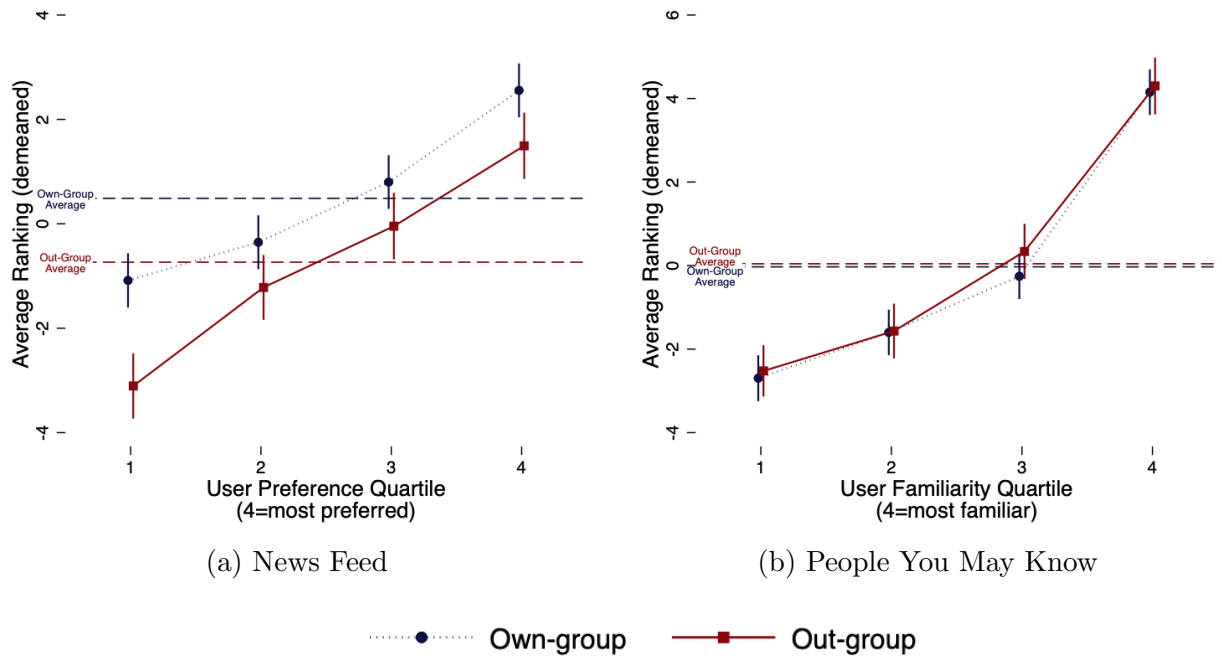 Average Ranking (demeaned)
4
2
0
-2
-4
Own-Group
Average
Out-Group
Average
1 2 3 4
User Preference Quartile
(4=most preferred)
(a) News Feed
Average Ranking (demeaned)
6
4
2
0
-2
-4
Out-Group
Average
Own-Group
Average
1 2 3 4
User Familiarity Quartile
(4=most familiar)
(b) People You May Know
Own-group Out-group